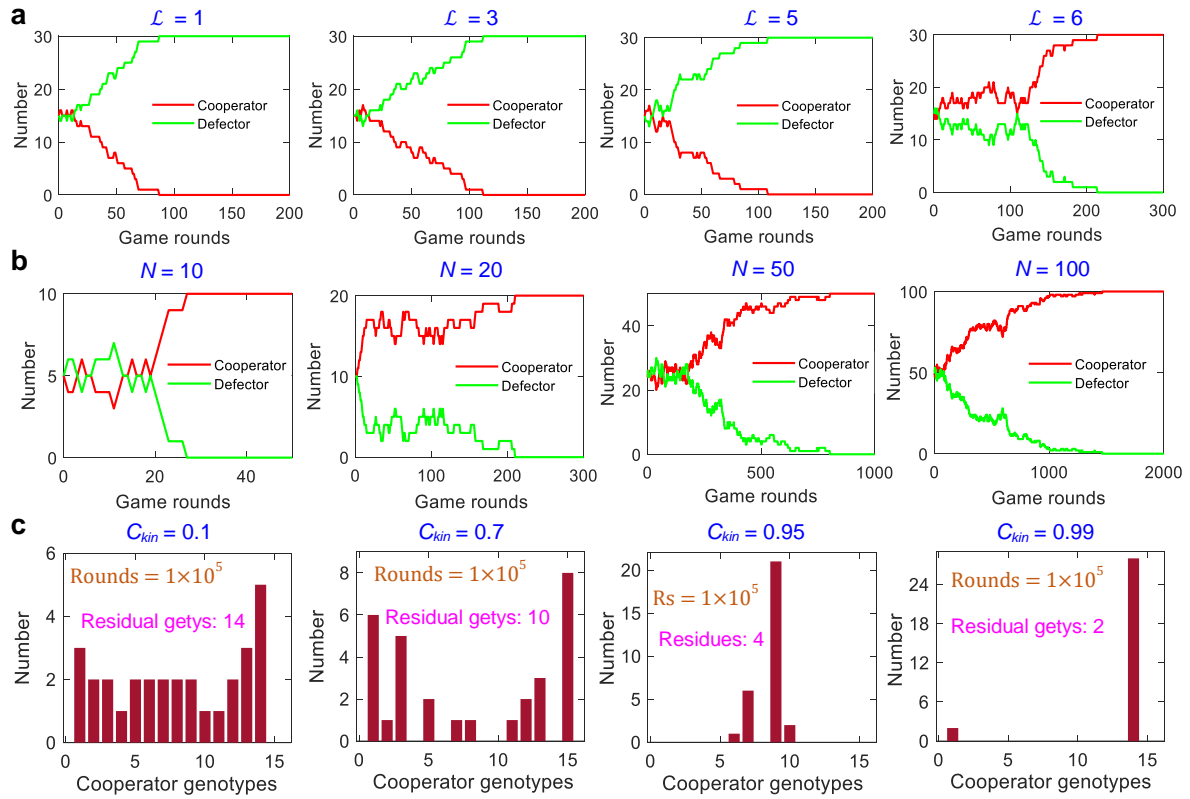 a
ℒ = 1
ℒ = 3
ℒ = 5
ℒ = 6
Number
30
20
10
0
Cooperator
Defector
0 50 100 150 200
Game rounds
Number
30
20
10
0
Cooperator
Defector
0 50 100 150 200
Game rounds
Number
30
20
10
0
Cooperator
Defector
0 50 100 150 200
Game rounds
Number
30
20
10
0
Cooperator
Defector
0 100 200 300
Game rounds
b
N = 10
N = 20
N = 50
N = 100
Number
10
5
0
Cooperator
Defector
0 20 40
Game rounds
Number
20
10
0
Cooperator
Defector
0 100 200 300
Game rounds
Number
40
20
0
Cooperator
Defector
0 500 1000
Game rounds
Number
100
50
0
Cooperator
Defector
0 1000 2000
Game rounds
c
Ckin = 0.1
Ckin = 0.7
Ckin = 0.95
Ckin = 0.99
Number
6
4
2
0
Rounds = 1×10^5
Residual getys: 14
0 5 10 15
Cooperator genotypes
Number
8
6
4
2
0
Rounds = 1×10^5
Residual getys: 10
0 5 10 15
Cooperator genotypes
Number
20
15
10
5
0
Rs = 1×10^5
Residues: 4
0 5 10 15
Cooperator genotypes
Number
28
24
20
16
12
8
4
0
Rounds = 1×10^5
Residual getys: 2
0 5 10 15
Cooperator genotypes